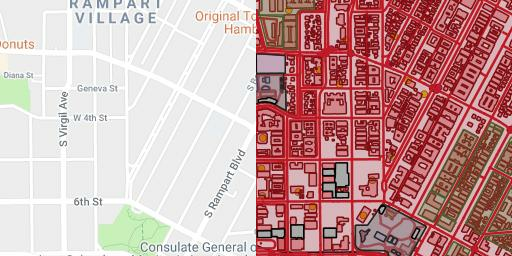 RAMPART
VILLAGE
Original To
Hamb
Donuts
Diana St
Geneva St
W 4th St
S Virgil Ave
S R
S Rampart Blvd
6th St
Consulate General o